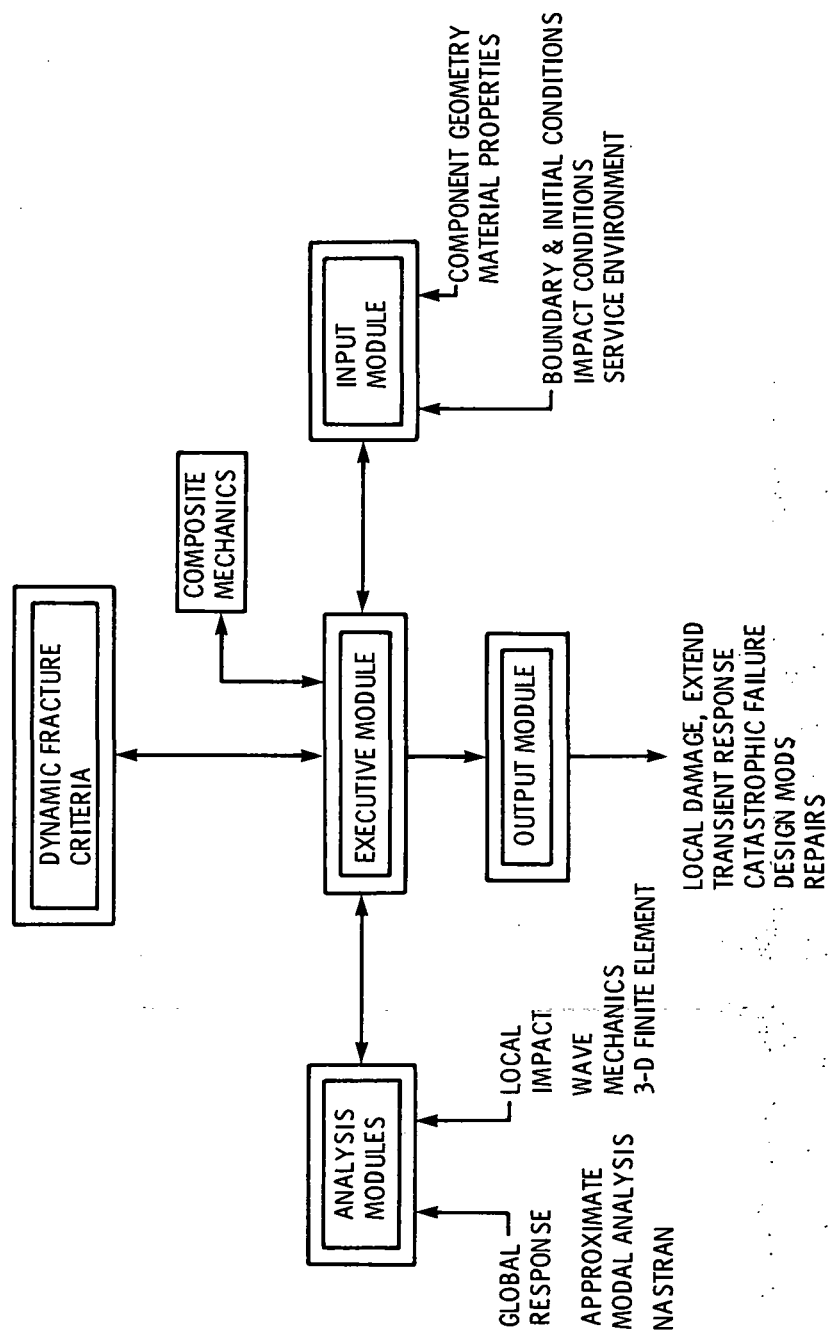 DYNAMIC FRACTURE
CRITERIA
COMPOSITE
MECHANICS
ANALYSIS
MODULES
EXECUTIVE MODULE
INPUT
MODULE
GLOBAL
RESPONSE
APPROXIMATE
MODAL ANALYSIS
NASTRAN
LOCAL
IMPACT
WAVE
MECHANICS
3-D FINITE ELEMENT
OUTPUT MODULE
COMPONENT GEOMETRY
MATERIAL PROPERTIES
BOUNDARY & INITIAL CONDITIONS
IMPACT CONDITIONS
SERVICE ENVIRONMENT
LOCAL DAMAGE, EXTEND
TRANSIENT RESPONSE
CATASTROPHIC FAILURE
DESIGN MODS
REPAIRS